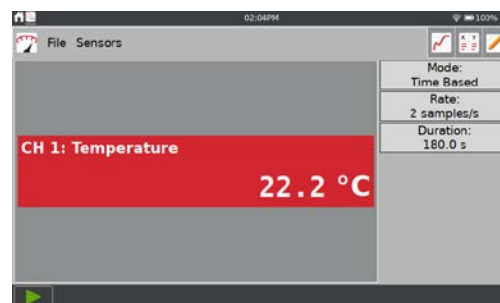 02:04PM
100%
File Sensors
X Y
Mode:
Time Based
Rate:
2 samples/s
Duration:
180.0 s
CH 1: Temperature
22.2 °C